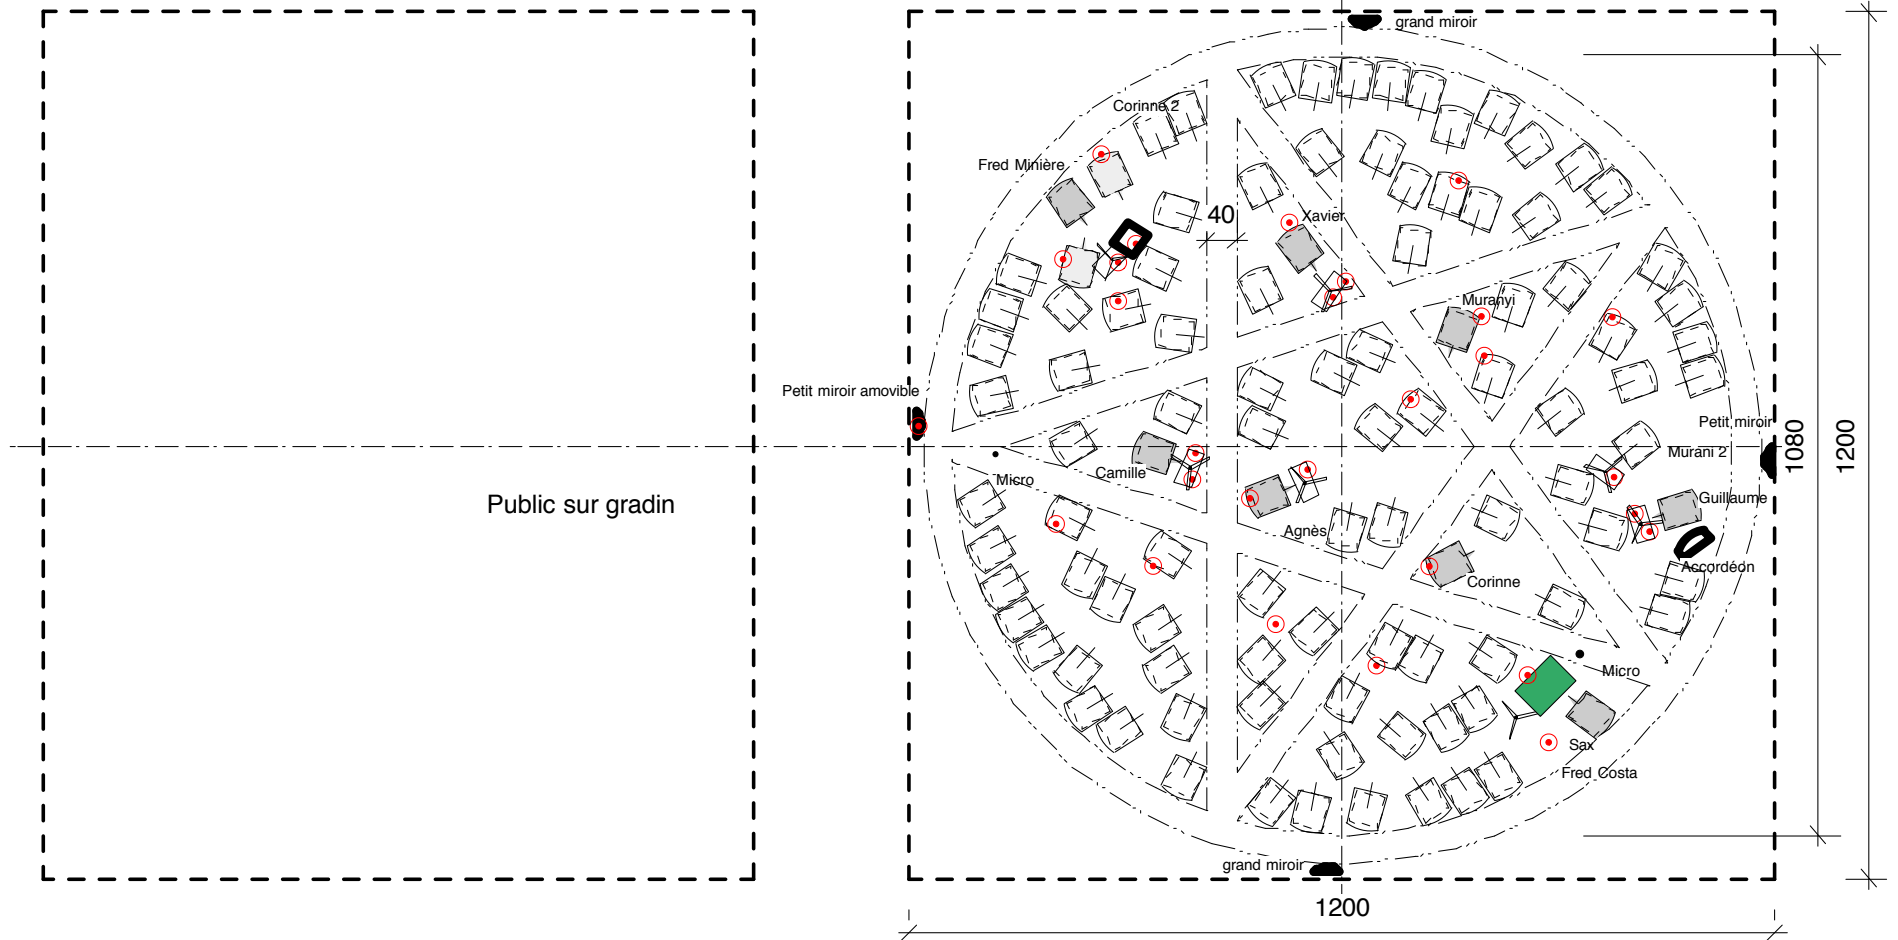 grand miroir
Corinne 2
Fred Minière
Xavier
40
Muranyi
Petit miroir amovible
Petit miroir
Murani 2
1080
1200
Camille
Micro
Public sur gradin
Guillaume
Agnès
Accordéon
Corinne
Micro
Sax
Fred Costa
grand miroir
1200